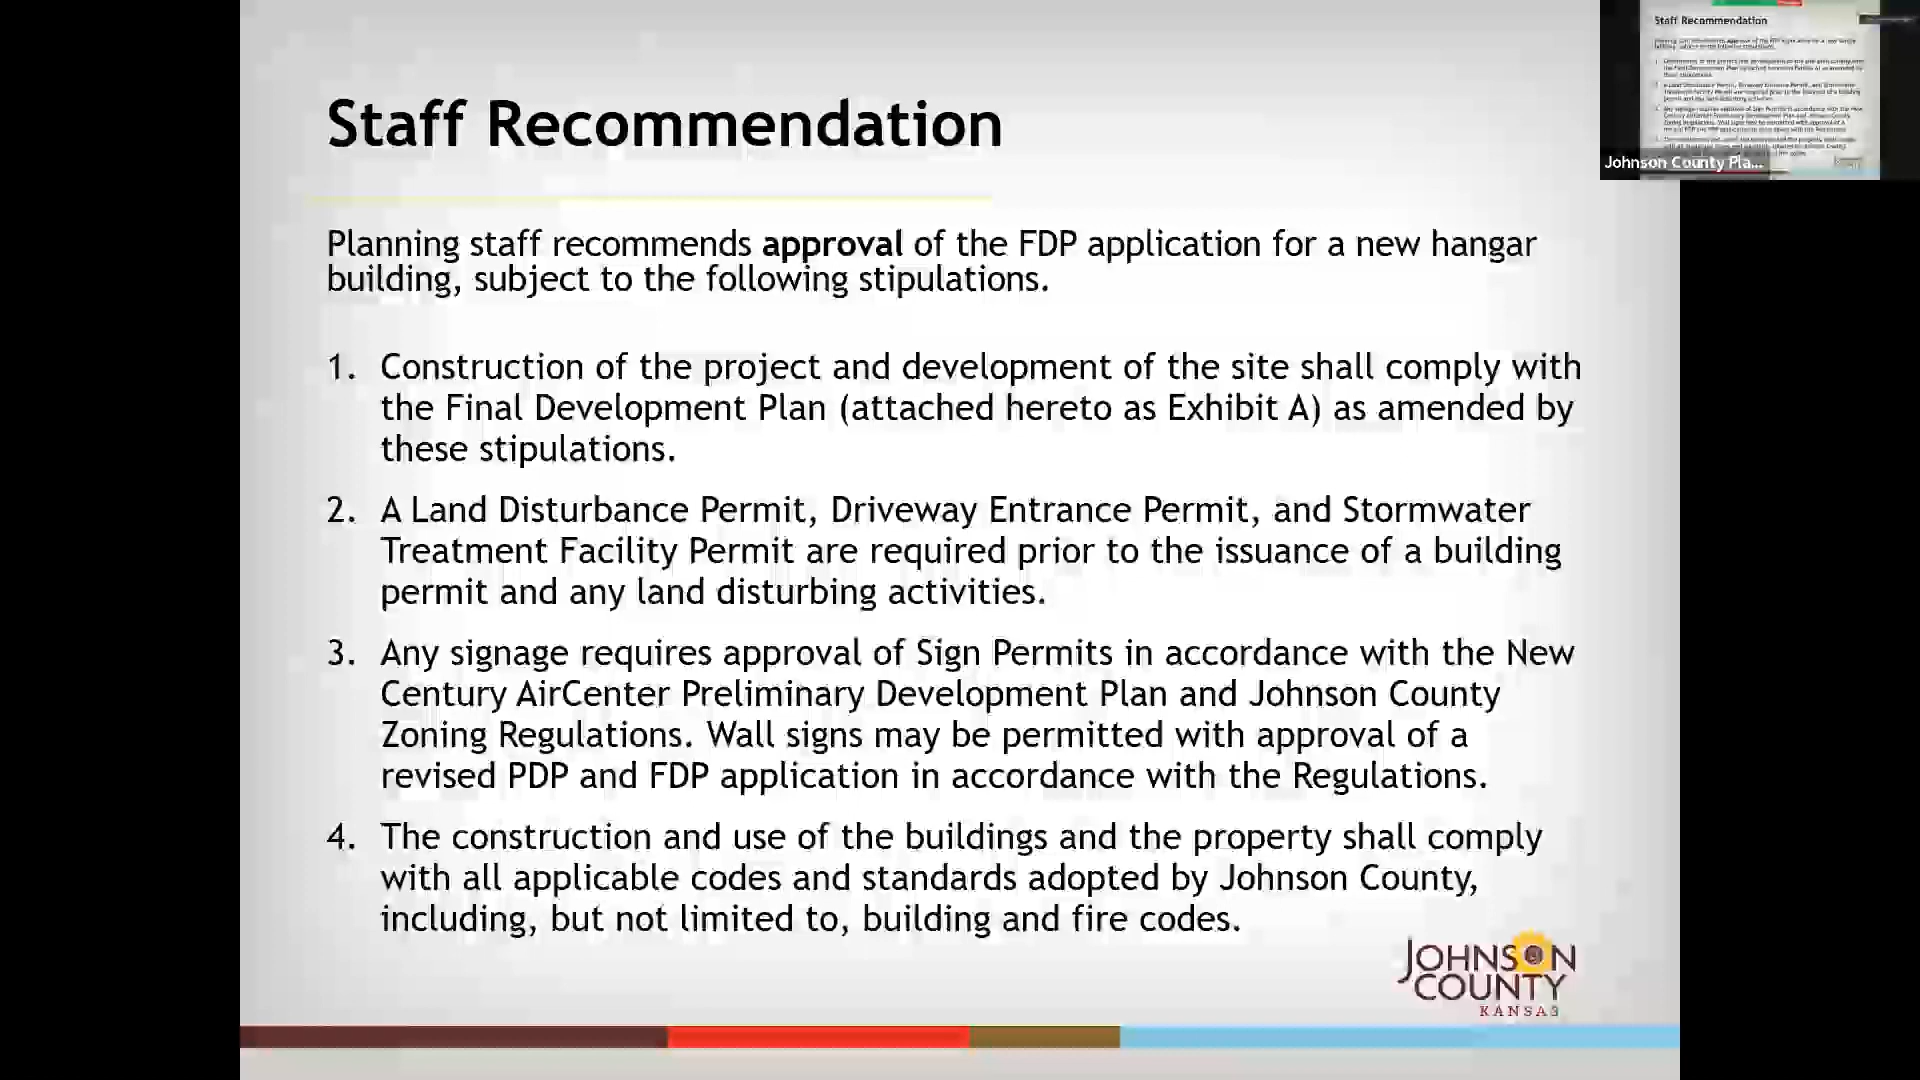 Staff Recommendation
Planning staff recommends approval of the FDP application for a new hangar
building, subject to the following stipulations.
1. Construction of the project and development of the site shall comply with
the Final Development Plan (attached hereto as Exhibit A) as amended by
these stipulations.
2. A Land Disturbance Permit, Driveway Entrance Permit, and Stormwater
Treatment Facility Permit are required prior to the issuance of a building
permit and any land disturbing activities.
3. Any signage requires approval of Sign Permits in accordance with the New
Century AirCenter Preliminary Development Plan and Johnson County
Zoning Regulations. Wall signs may be permitted with approval of a
revised PDP and FDP application in accordance with the Regulations.
4. The construction and use of the buildings and the property shall comply
with all applicable codes and standards adopted by Johnson County,
including, but not limited to, building and fire codes.
JOHNSON
COUNTY
KANSAS
Staff Recommendation
Johnson County Pla...